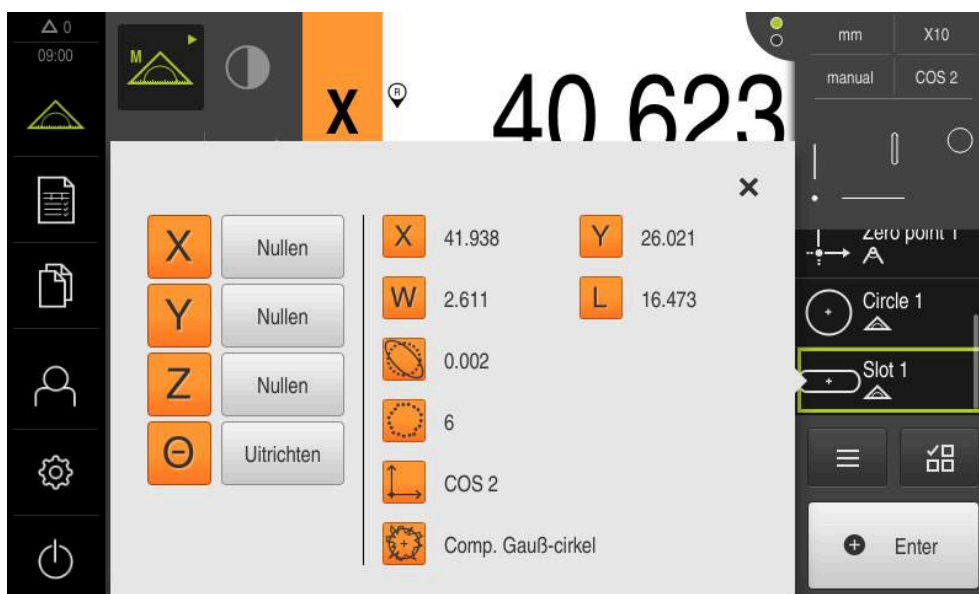 0
09:00
M
X
R
40.623
mm X10
manual COS 2
X Nullen
Y Nullen
Z Nullen
Θ Uitrichten
X 41.938 Y 26.021
W 2.611 L 16.473
0.002
6
COS 2
Comp. Gauß-cirkel
Zero point 1
Circle 1
Slot 1
Enter